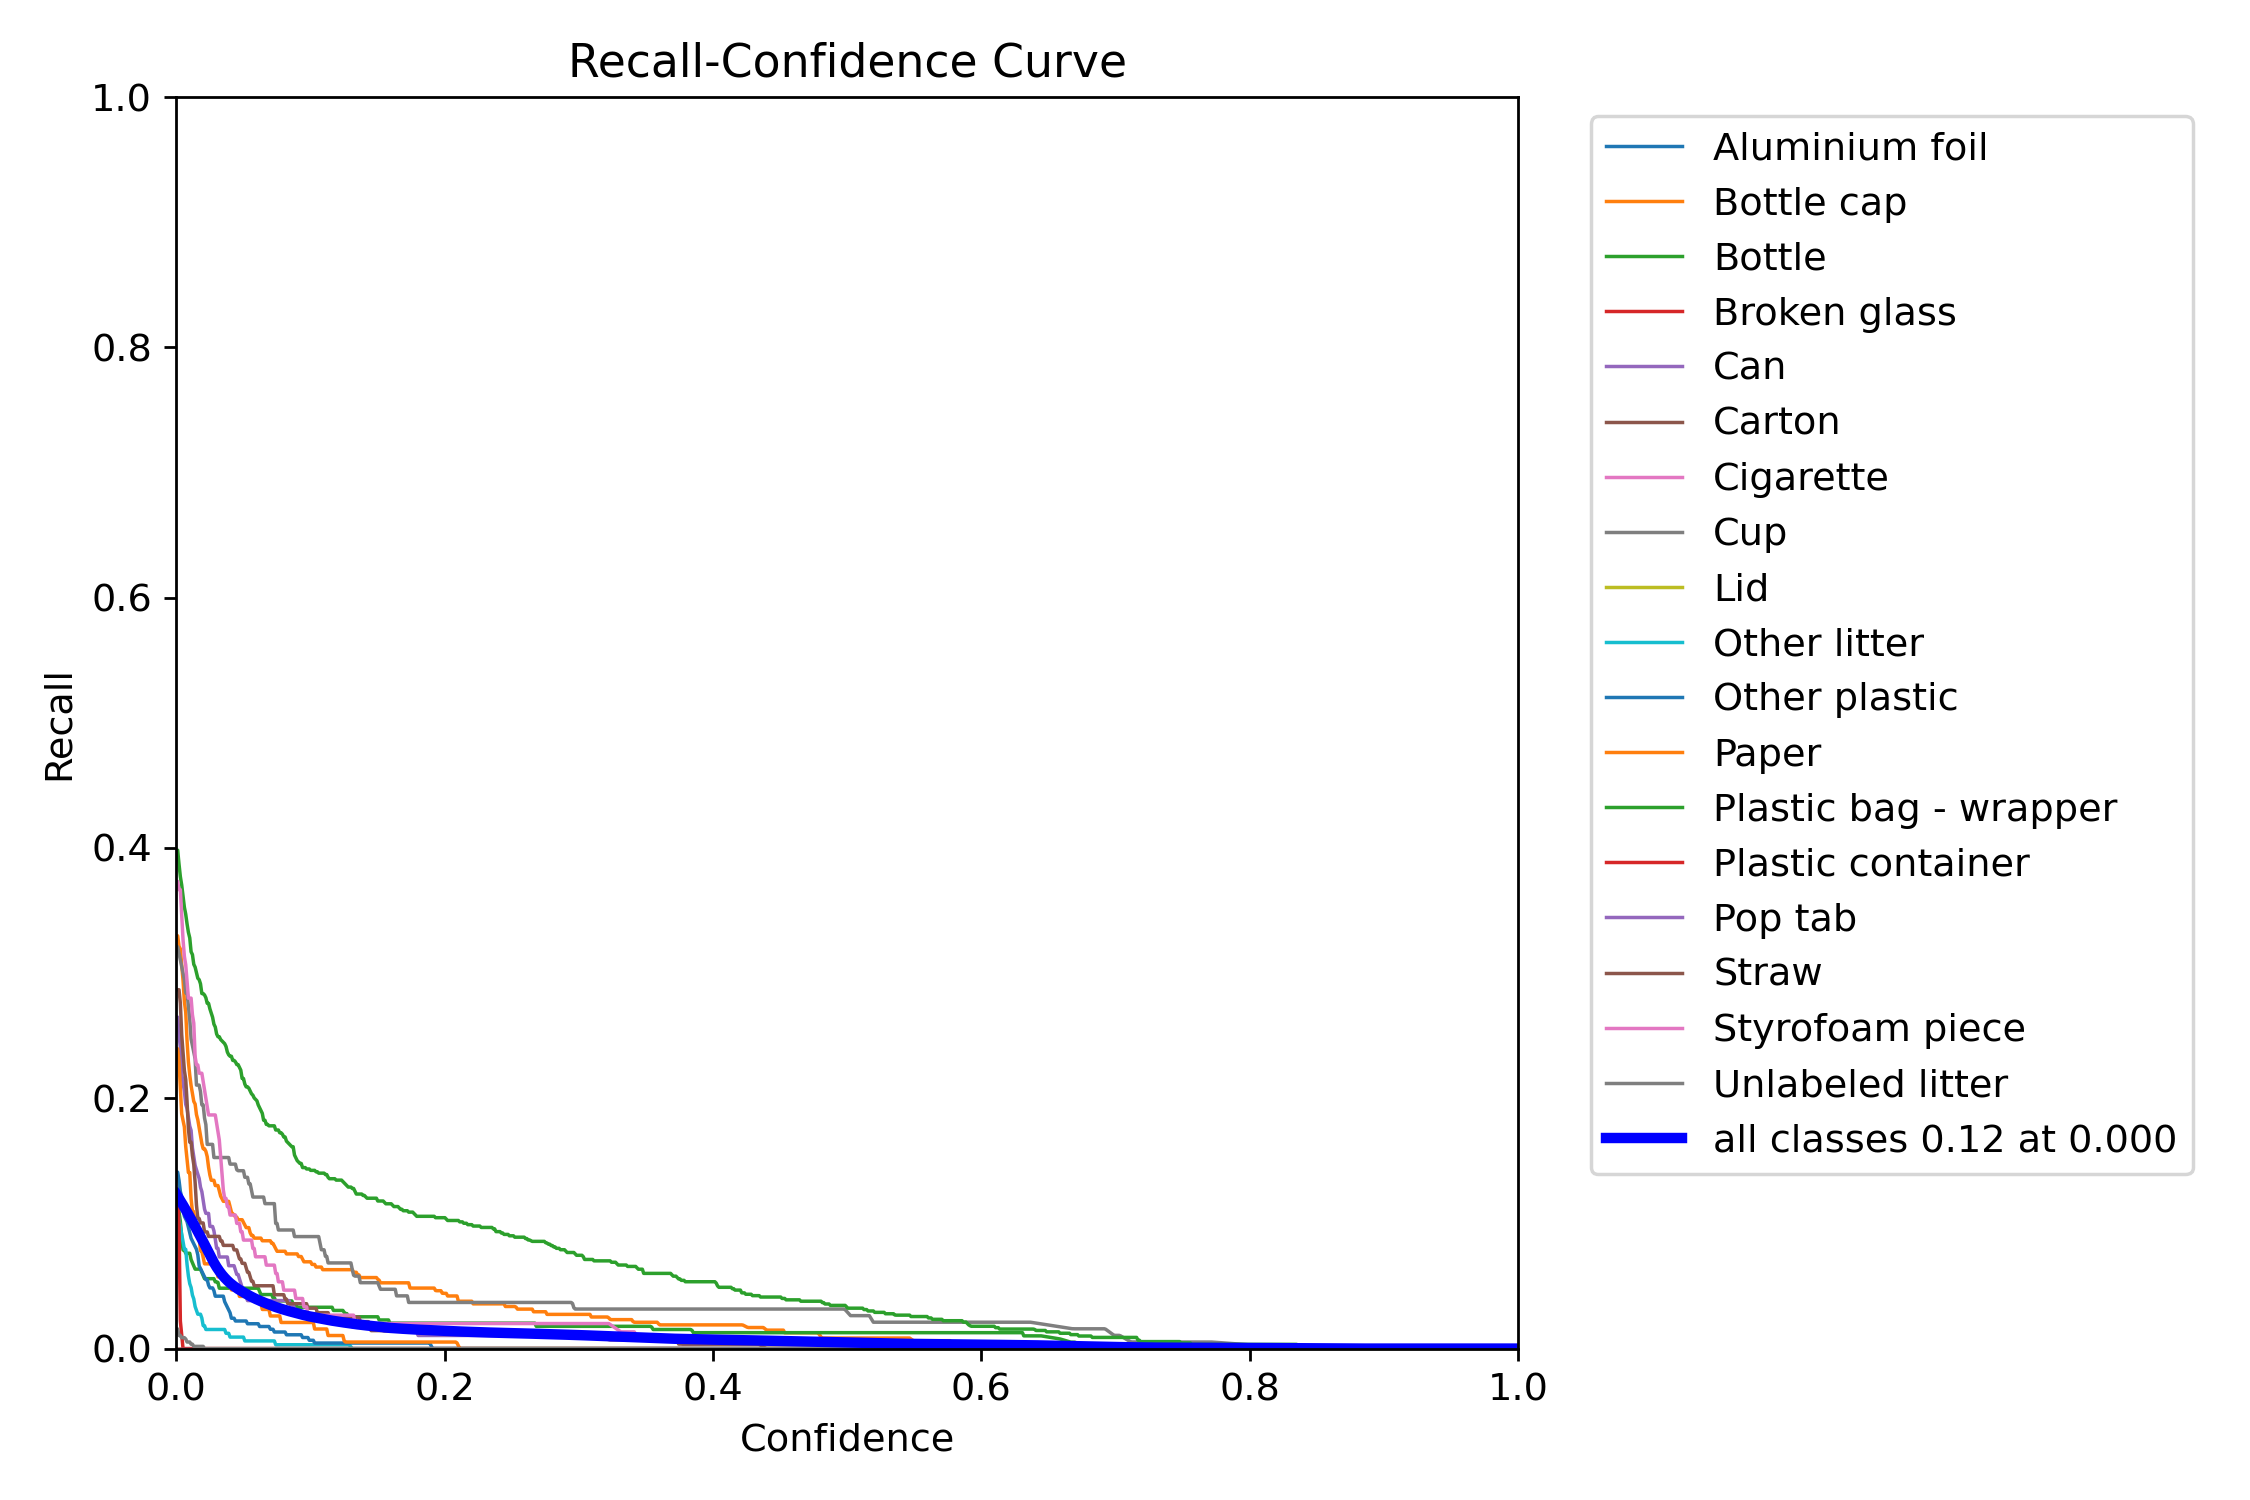 Recall-Confidence Curve
1.0
0.8
0.6
0.4
0.2
0.0
Recall
0.0 0.2 0.4 0.6 0.8 1.0
Confidence
Aluminium foil
Bottle cap
Bottle
Broken glass
Can
Carton
Cigarette
Cup
Lid
Other litter
Other plastic
Paper
Plastic bag - wrapper
Plastic container
Pop tab
Straw
Styrofoam piece
Unlabeled litter
all classes 0.12 at 0.000